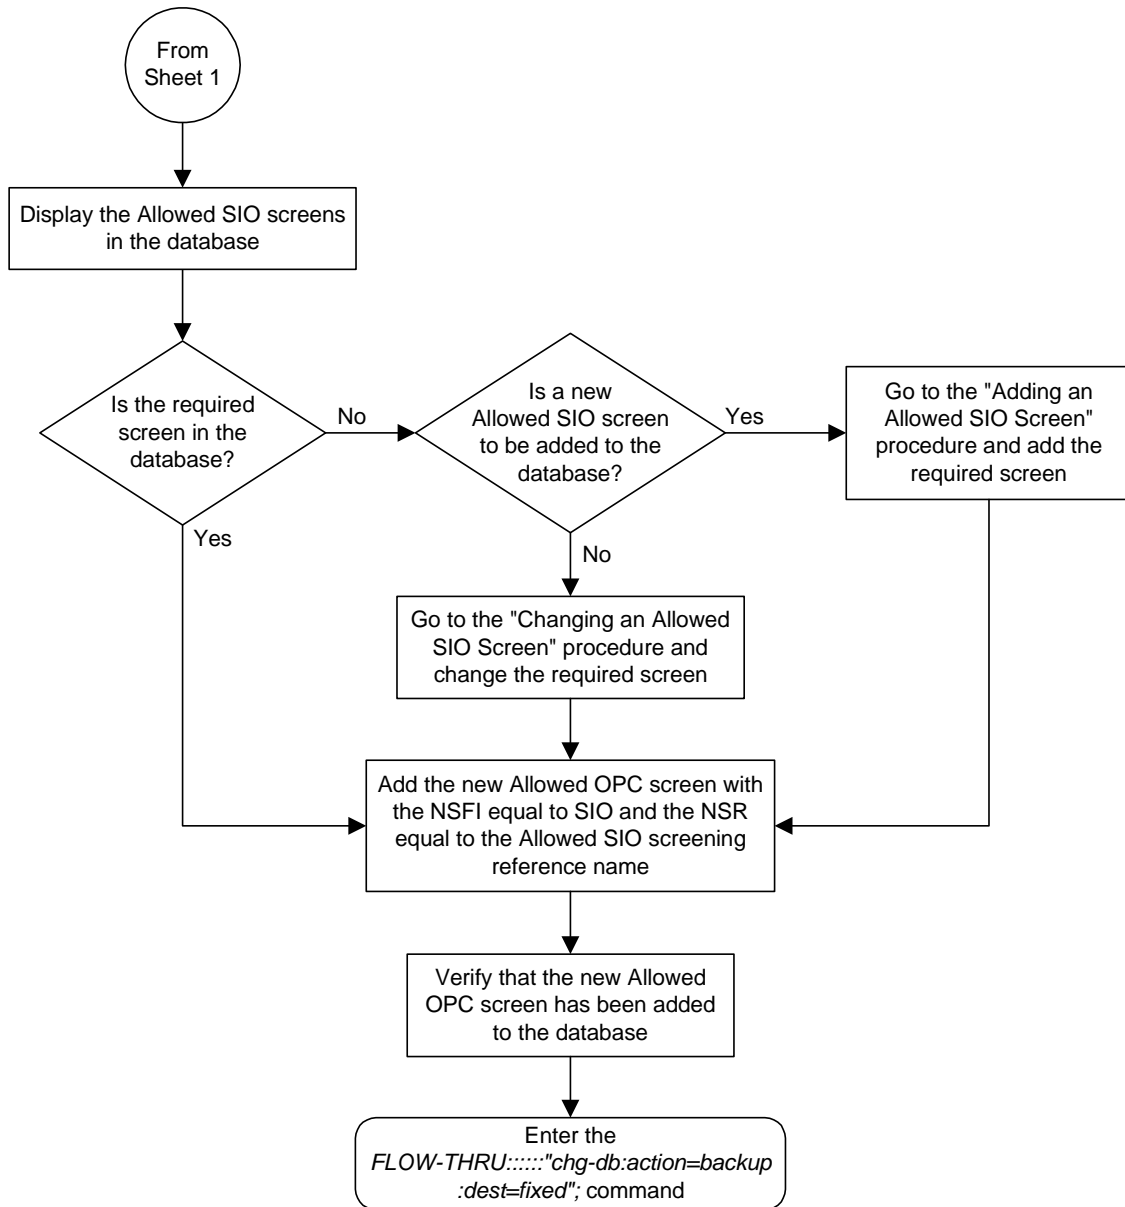 From
Sheet 1
Display the Allowed SIO screens
in the database
Is the required
screen in the
database?
No
Yes
Is a new
Allowed SIO screen
to be added to the
database?
Yes
No
Go to the "Adding an
Allowed SIO Screen"
procedure and add the
required screen
Go to the "Changing an Allowed
SIO Screen" procedure and
change the required screen
Add the new Allowed OPC screen with
the NSFI equal to SIO and the NSR
equal to the Allowed SIO screening
reference name
Verify that the new Allowed
OPC screen has been added
to the database
Enter the
FLOW-THRU::::::"chg-db:action=backup
:dest=fixed"; command